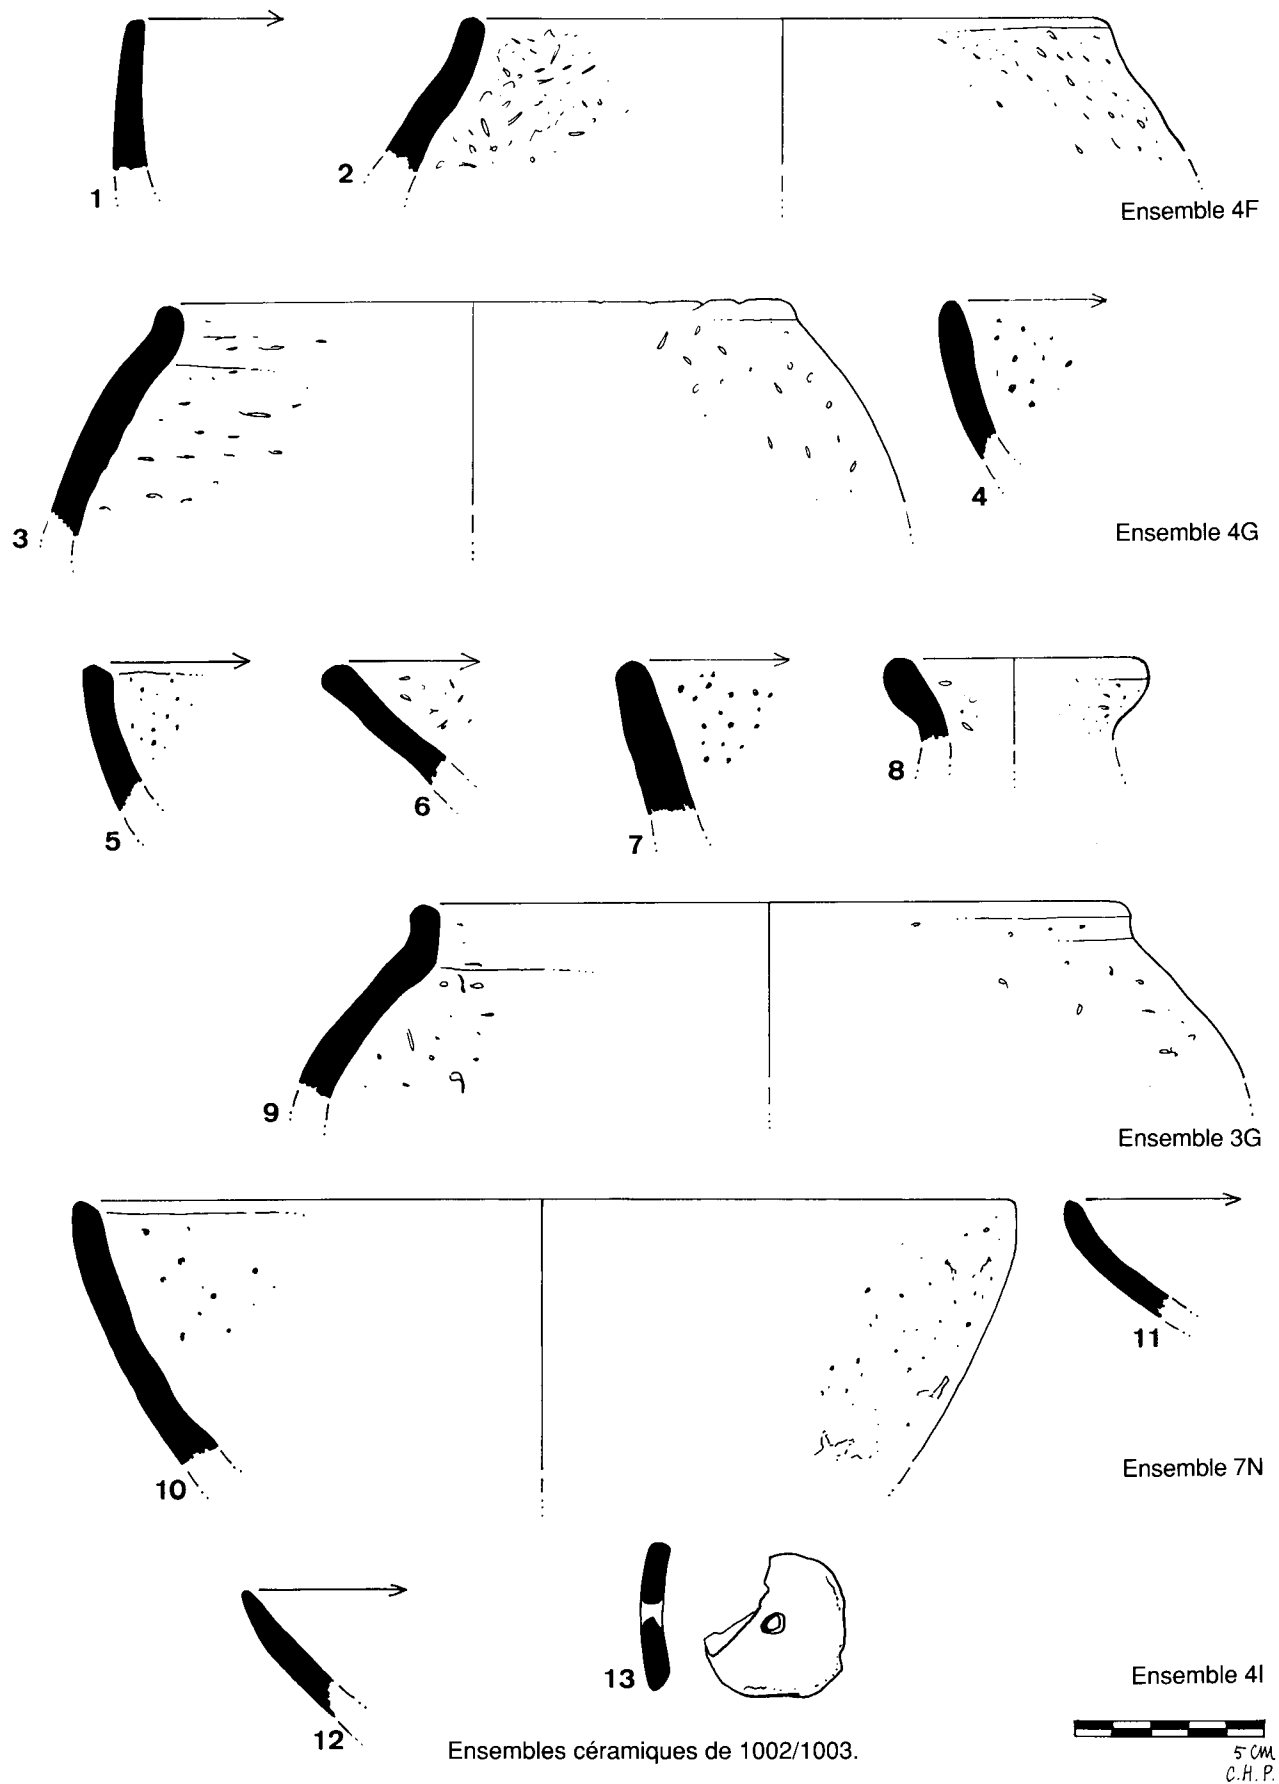 1
2
Ensemble 4F
3
4
Ensemble 4G
5
6
7
8
9
Ensemble 3G
10
11
Ensemble 7N
12
13
Ensemble 4I
Ensembles céramiques de 1002/1003.
5 cm
C.H.P.